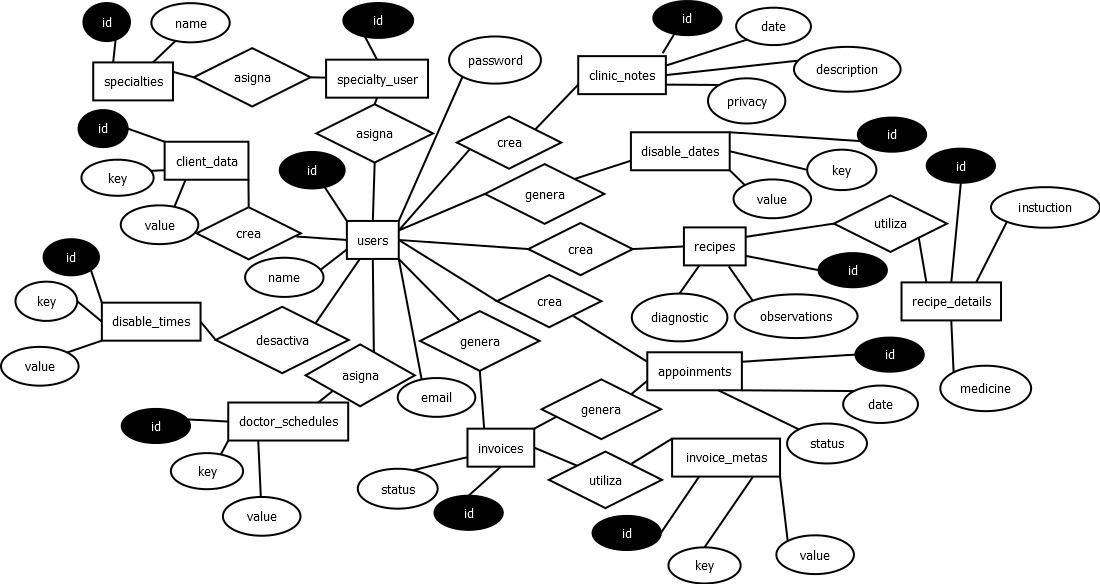 id
name
id
id
date
specialties
asigna
specialty_user
password
clinic_notes
description
privacy
id
asigna
crea
disable_dates
id
client_data
key
id
genera
key
id
value
value
crea
users
crea
recipes
utiliza
instuction
id
name
id
key
disable_times
desactiva
crea
diagnostic
observations
recipe_details
value
genera
asigna
appoinments
id
email
genera
date
medicine
id
doctor_schedules
status
key
invoices
invoice_metas
status
utiliza
value
id
id
key
value